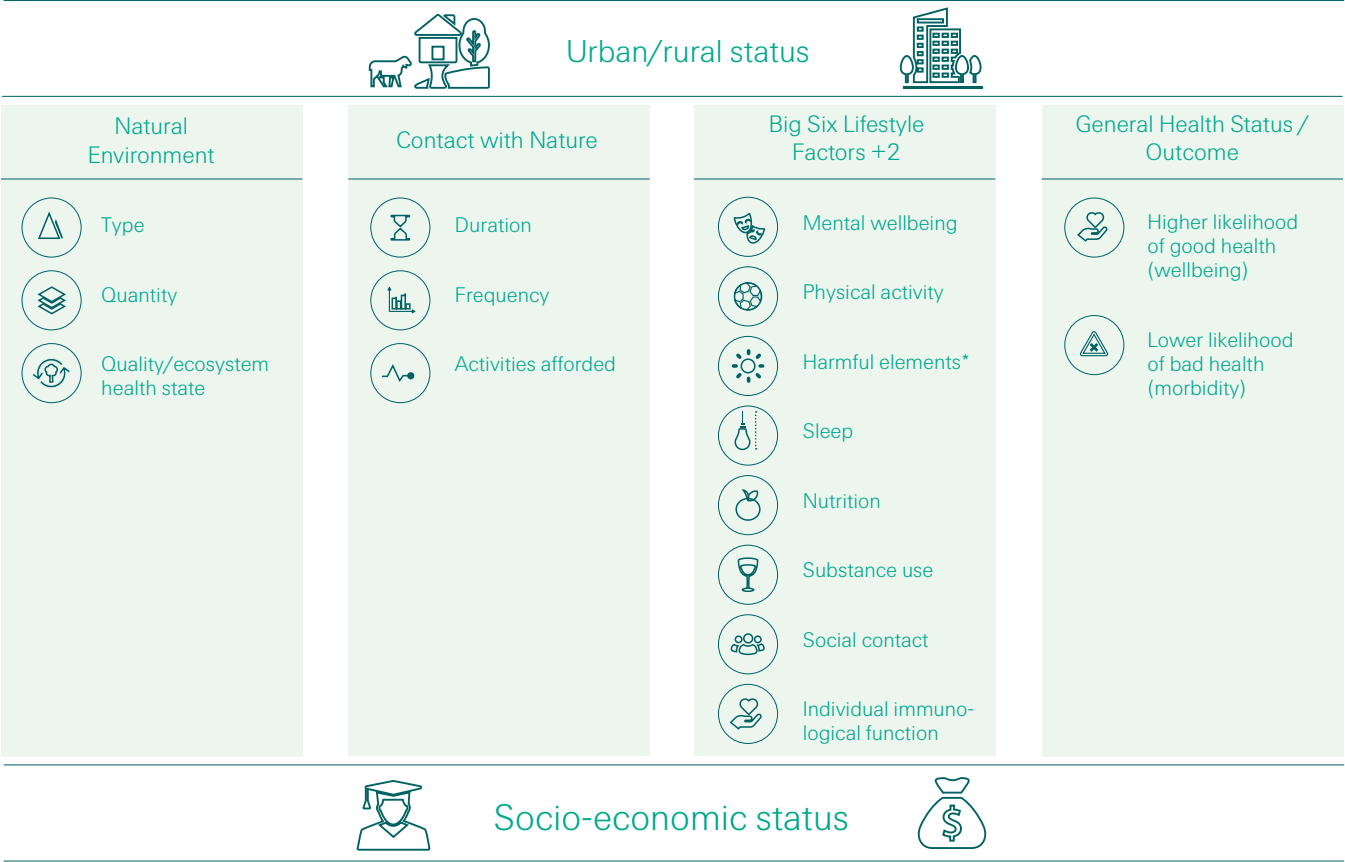 Urban/rural status
Natural
Environment
Type
Quantity
Quality/ecosystem
health state
Contact with Nature
Duration
Frequency
Activities afforded
Big Six Lifestyle
Factors +2
Mental wellbeing
Physical activity
Harmful elements*
Sleep
Nutrition
Substance use
Social contact
Individual immuno-
logical function
General Health Status /
Outcome
Higher likelihood
of good health
(wellbeing)
Lower likelihood
of bad health
(morbidity)
Socio-economic status
$